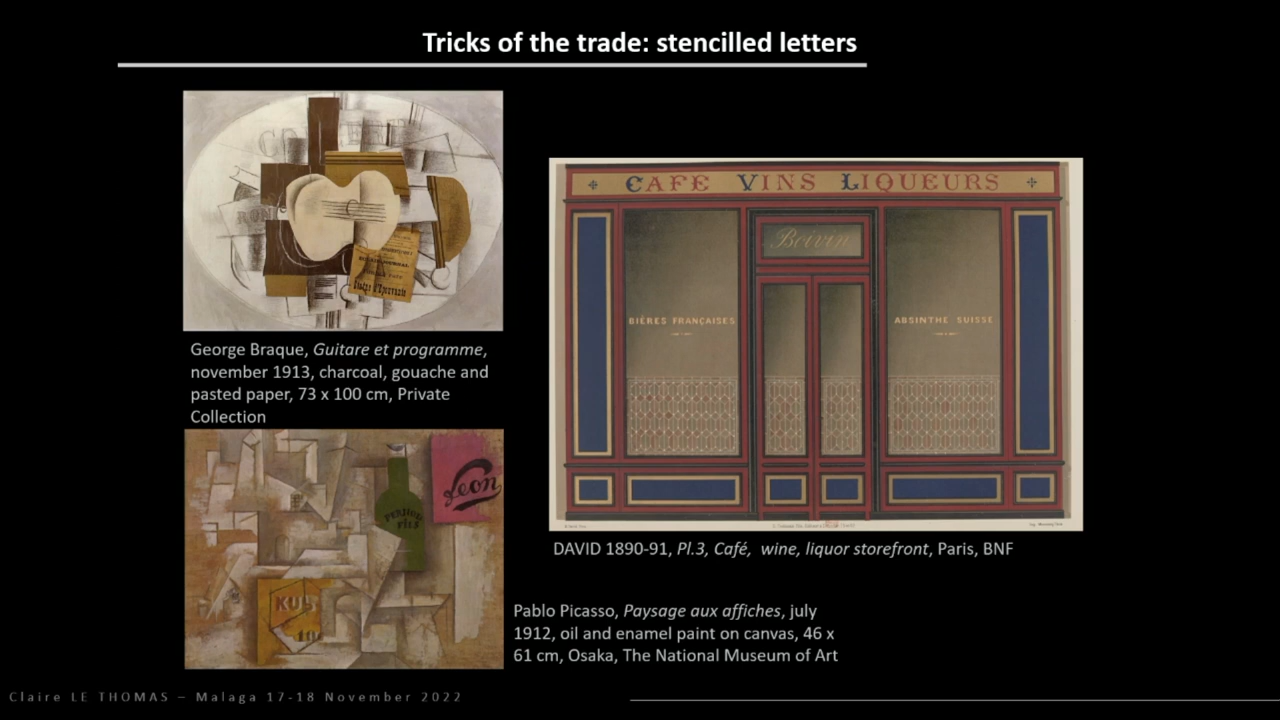 Tricks of the trade: stencilled letters
George Braque, Guitare et programme,
november 1913, charcoal, gouache and
pasted paper, 73 x 100 cm, Private
Collection
CAFE VINS LIQUEURS
Boivin
BIÈRES FRANÇAISES
ABSINTHE SUISSE
DAVID 1890-91, Pl.3, Café, wine, liquor storefront, Paris, BNF
Leon
PERNOD
FILS
KUB
10
Pablo Picasso, Paysage aux affiches, july
1912, oil and enamel paint on canvas, 46 x
61 cm, Osaka, The National Museum of Art
Claire LE THOMAS – Malaga 17-18 November 2022